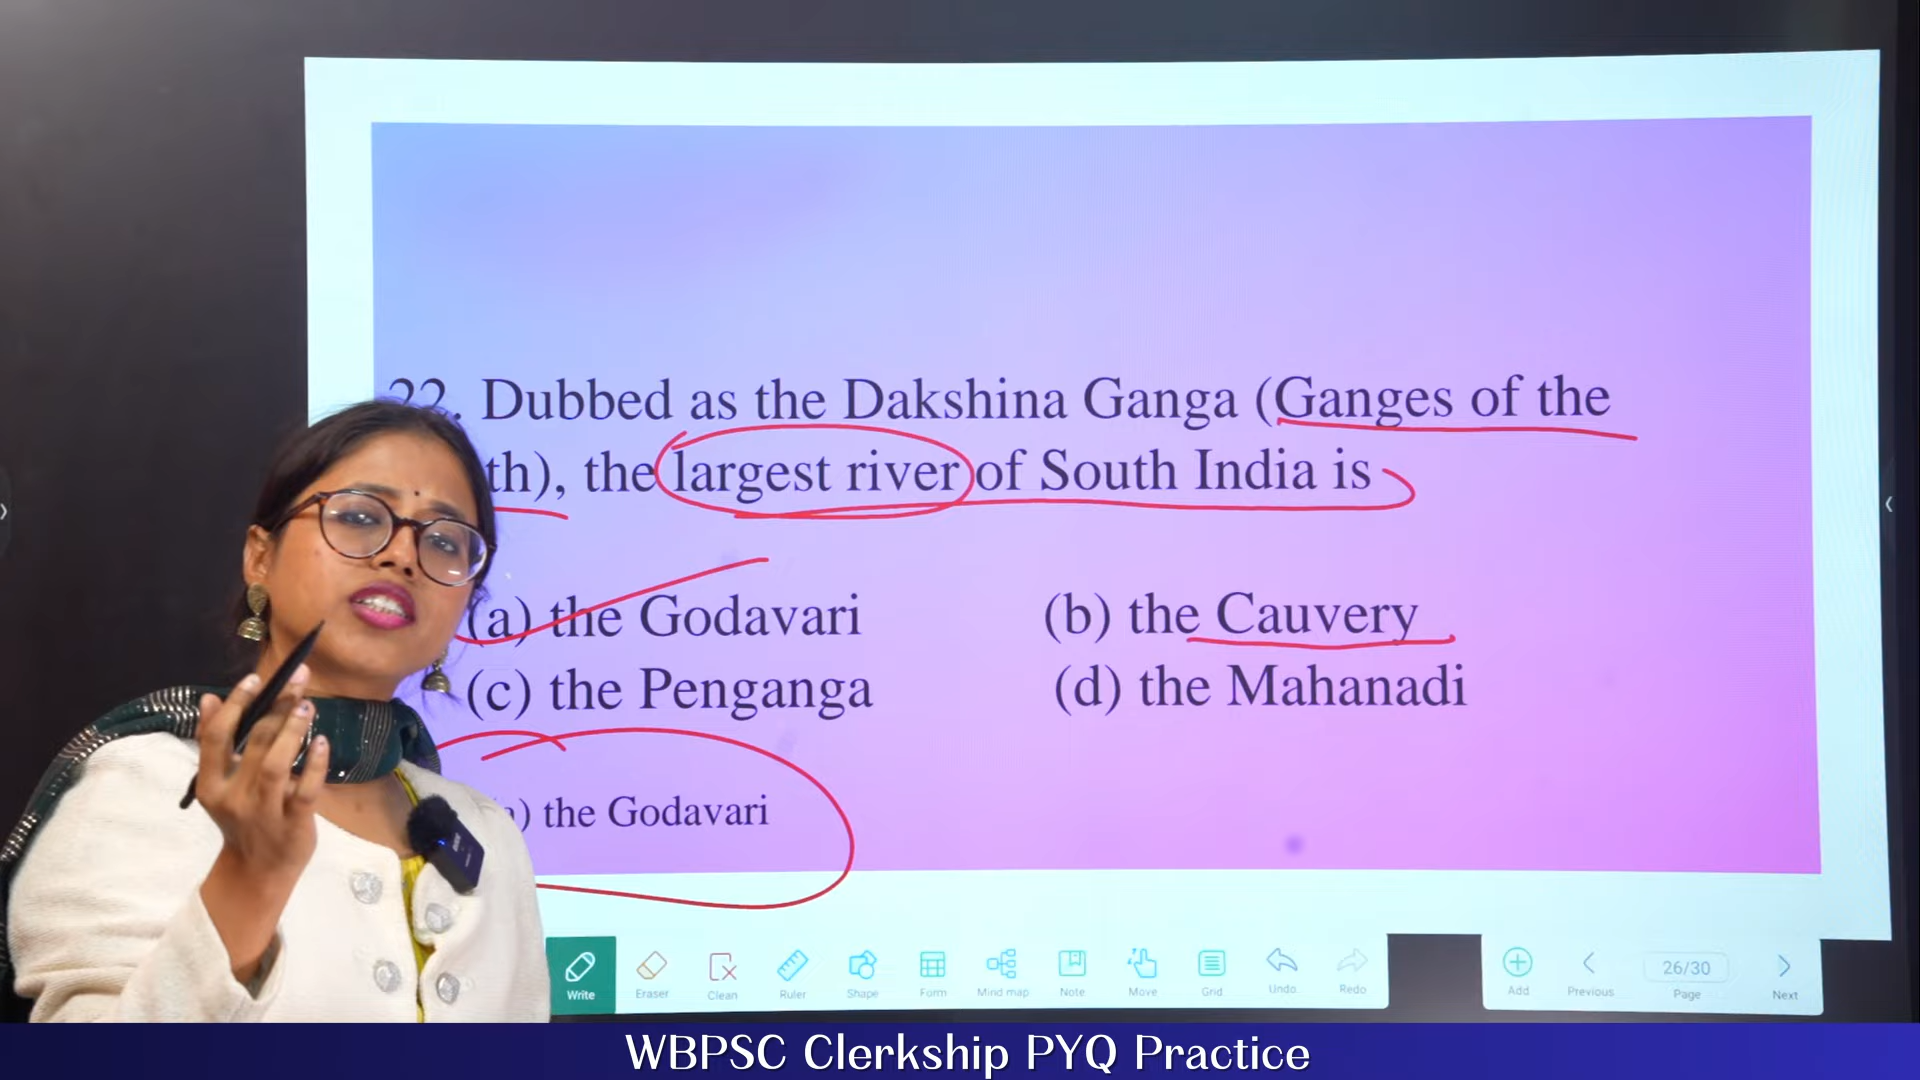 22. Dubbed as the Dakshina Ganga (Ganges of the
th), the largest river of South India is
(a) the Godavari
(b) the Cauvery
(c) the Penganga
(d) the Mahanadi
a) the Godavari
Write
Eraser
Clean
Ruler
Shape
Form
Mind map
Note
Move
Grid
Undo
Redo
Add
Previous
26/30
Page
Next
WBPSC Clerkship PYQ Practice